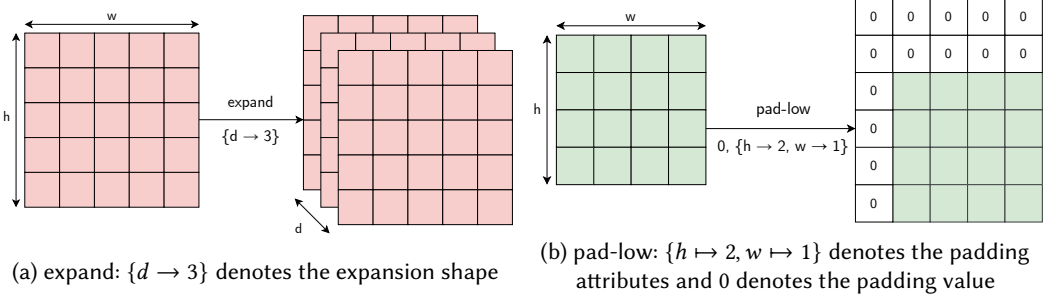 w
h
expand
{d → 3}
d
(a) expand: {d → 3} denotes the expansion shape
w
h
pad-low
0, {h → 2, w → 1}
0 0 0 0 0
0 0 0 0 0
0
0
0
0
(b) pad-low: {h ↦ 2, w ↦ 1} denotes the padding
attributes and 0 denotes the padding value